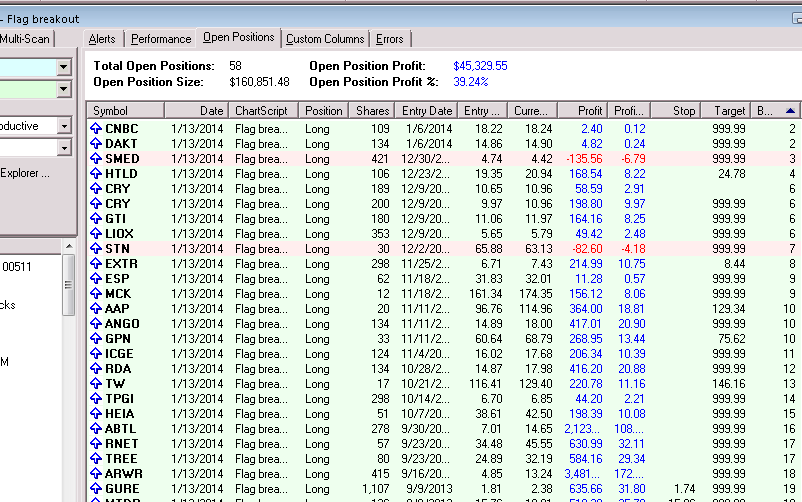 - Flag breakout
Multi-Scan
Alerts Performance Open Positions Custom Columns Errors
Total Open Positions: 58 Open Position Profit: $45,329.55
Open Position Size: $160,851.48 Open Position Profit %: 39.24%
Symbol Date ChartScript Position Shares Entry Date Entry ... Curre... Profit Profi... Stop Target B...
oductive
Explorer ...
00511
cks
M
CNBC 1/13/2014 Flag brea... Long 109 1/6/2014 18.22 18.24 2.40 0.12 999.99 2
DAKT 1/13/2014 Flag brea... Long 134 1/6/2014 14.86 14.90 4.82 0.24 999.99 2
SMED 1/13/2014 Flag brea... Long 421 12/30/2... 4.74 4.42 -135.56 -6.79 999.99 3
HTLD 1/13/2014 Flag brea... Long 106 12/23/2... 19.35 20.94 168.54 8.22 24.78 4
CRY 1/13/2014 Flag brea... Long 189 12/9/20... 10.65 10.96 58.59 2.91 6
CRY 1/13/2014 Flag brea... Long 200 12/9/20... 9.97 10.96 198.80 9.97 999.99 6
GTI 1/13/2014 Flag brea... Long 180 12/9/20... 11.06 11.97 164.16 8.25 999.99 6
LIOX 1/13/2014 Flag brea... Long 353 12/9/20... 5.65 5.79 49.42 2.48 999.99 6
STN 1/13/2014 Flag brea... Long 30 12/2/20... 65.88 63.13 -82.60 -4.18 999.99 7
EXTR 1/13/2014 Flag brea... Long 298 11/25/2... 6.71 7.43 214.99 10.75 8.44 8
ESP 1/13/2014 Flag brea... Long 62 11/18/2... 31.83 32.01 11.28 0.57 999.99 9
MCK 1/13/2014 Flag brea... Long 12 11/18/2... 161.34 174.35 156.12 8.06 999.99 9
AAP 1/13/2014 Flag brea... Long 20 11/11/2... 96.76 114.96 364.00 18.81 129.34 10
ANGO 1/13/2014 Flag brea... Long 134 11/11/2... 14.89 18.00 417.01 20.90 999.99 10
GPN 1/13/2014 Flag brea... Long 33 11/11/2... 60.64 68.79 268.95 13.44 75.62 10
ICGE 1/13/2014 Flag brea... Long 124 11/4/20... 16.02 17.68 206.34 10.39 999.99 11
RDA 1/13/2014 Flag brea... Long 134 10/28/2... 14.87 17.98 416.20 20.88 999.99 12
TW 1/13/2014 Flag brea... Long 17 10/21/2... 116.41 129.40 220.78 11.16 146.16 13
TPGI 1/13/2014 Flag brea... Long 298 10/14/2... 6.70 6.85 44.20 2.21 999.99 14
HEIA 1/13/2014 Flag brea... Long 51 10/7/20... 38.61 42.50 198.39 10.08 999.99 15
ABTL 1/13/2014 Flag brea... Long 278 9/30/20... 7.01 14.65 2,123... 108.... 999.99 16
RNET 1/13/2014 Flag brea... Long 57 9/23/20... 34.48 45.55 630.99 32.11 999.99 17
TREE 1/13/2014 Flag brea... Long 80 9/23/20... 24.89 32.19 584.16 29.34 999.99 17
ARWR 1/13/2014 Flag brea... Long 415 9/16/20... 4.85 13.24 3,481... 172.... 999.99 18
GURE 1/13/2014 Flag brea... Long 1,107 9/9/2013 1.81 2.38 635.66 31.80 1.74 999.99 19